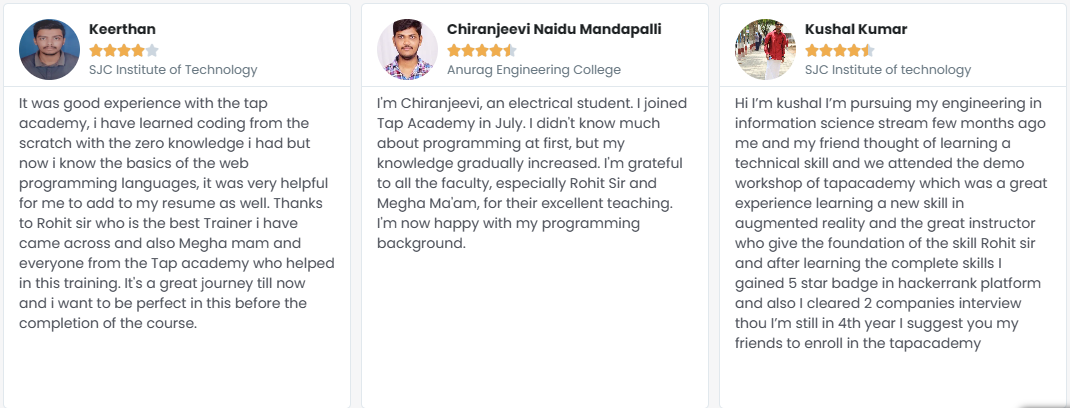 Keerthan
SJC Institute of Technology
It was good experience with the tap
academy, i have learned coding from the
scratch with the zero knowledge i had but
now i know the basics of the web
programming languages, it was very helpful
for me to add to my resume as well. Thanks
to Rohit sir who is the best Trainer i have
came across and also Megha mam and
everyone from the Tap academy who helped
in this training. It's a great journey till now
and i want to be perfect in this before the
completion of the course.
Chiranjeevi Naidu Mandapalli
Anurag Engineering College
I'm Chiranjeevi, an electrical student. I joined
Tap Academy in July. I didn't know much
about programming at first, but my
knowledge gradually increased. I'm grateful
to all the faculty, especially Rohit Sir and
Megha Ma'am, for their excellent teaching.
I'm now happy with my programming
background.
Kushal Kumar
SJC Institute of technology
Hi I’m kushal I’m pursuing my engineering in
information science stream few months ago
me and my friend thought of learning a
technical skill and we attended the demo
workshop of tapacademy which was a great
experience learning a new skill in
augmented reality and the great instructor
who give the foundation of the skill Rohit sir
and after learning the complete skills I
gained 5 star badge in hackerrank platform
and also I cleared 2 companies interview
thou I’m still in 4th year I suggest you my
friends to enroll in the tapacademy